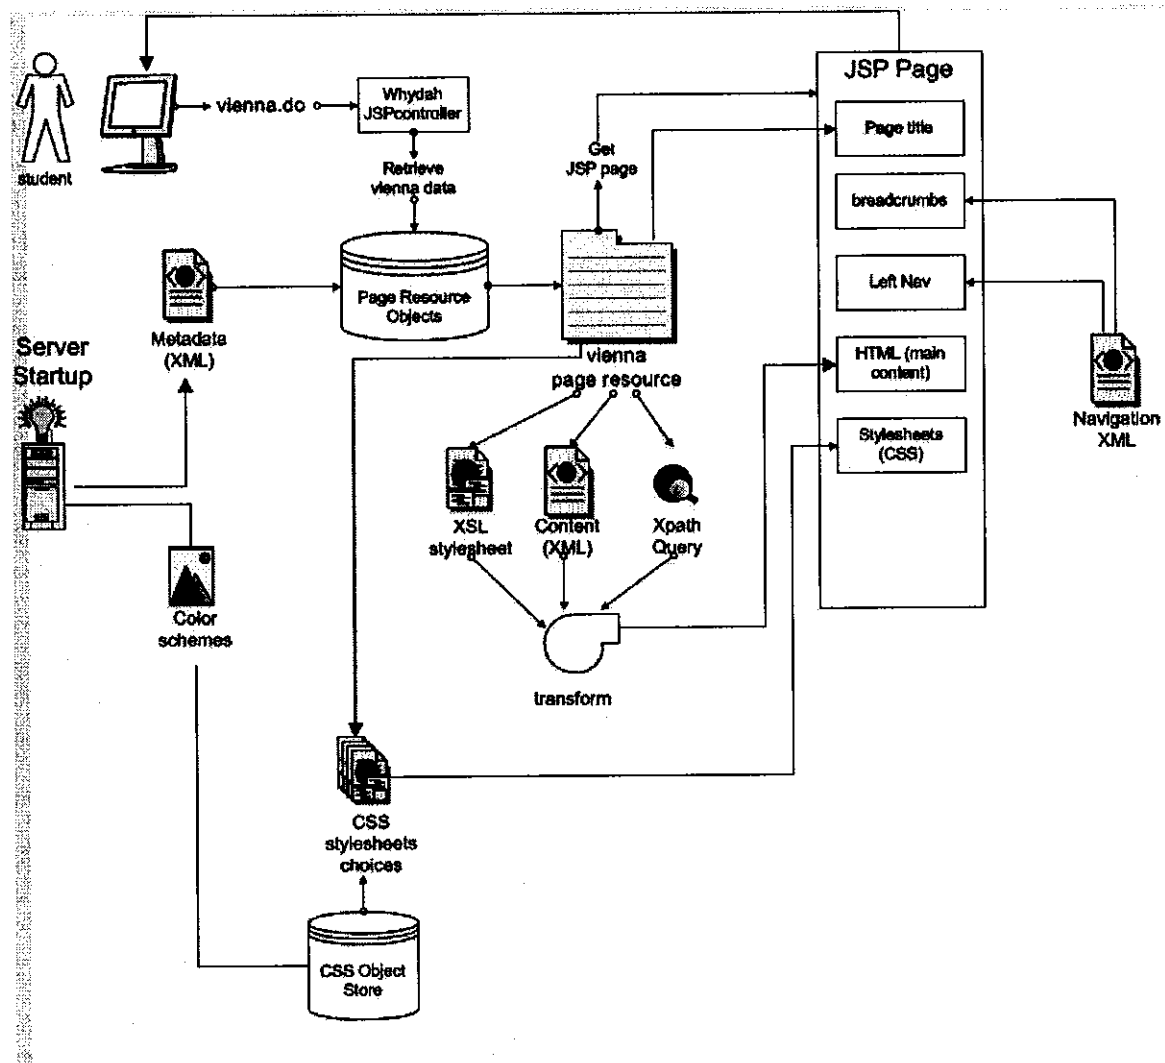 JSP Page
Whydah
JSPcontroller
vienna.do
Page title
Get
JSP page
Retrieve
vienna data
student
breadcrumbs
Left Nav
Page Resource
Objects
Metadata
(XML)
Server
Startup
vienna
page resource
HTML (main
content)
Navigation
XML
Stylesheets
(CSS)
XSL
stylesheet
Content
(XML)
Xpath
Query
Color
schemes
transform
CSS
stylesheets
choices
CSS Object
Store